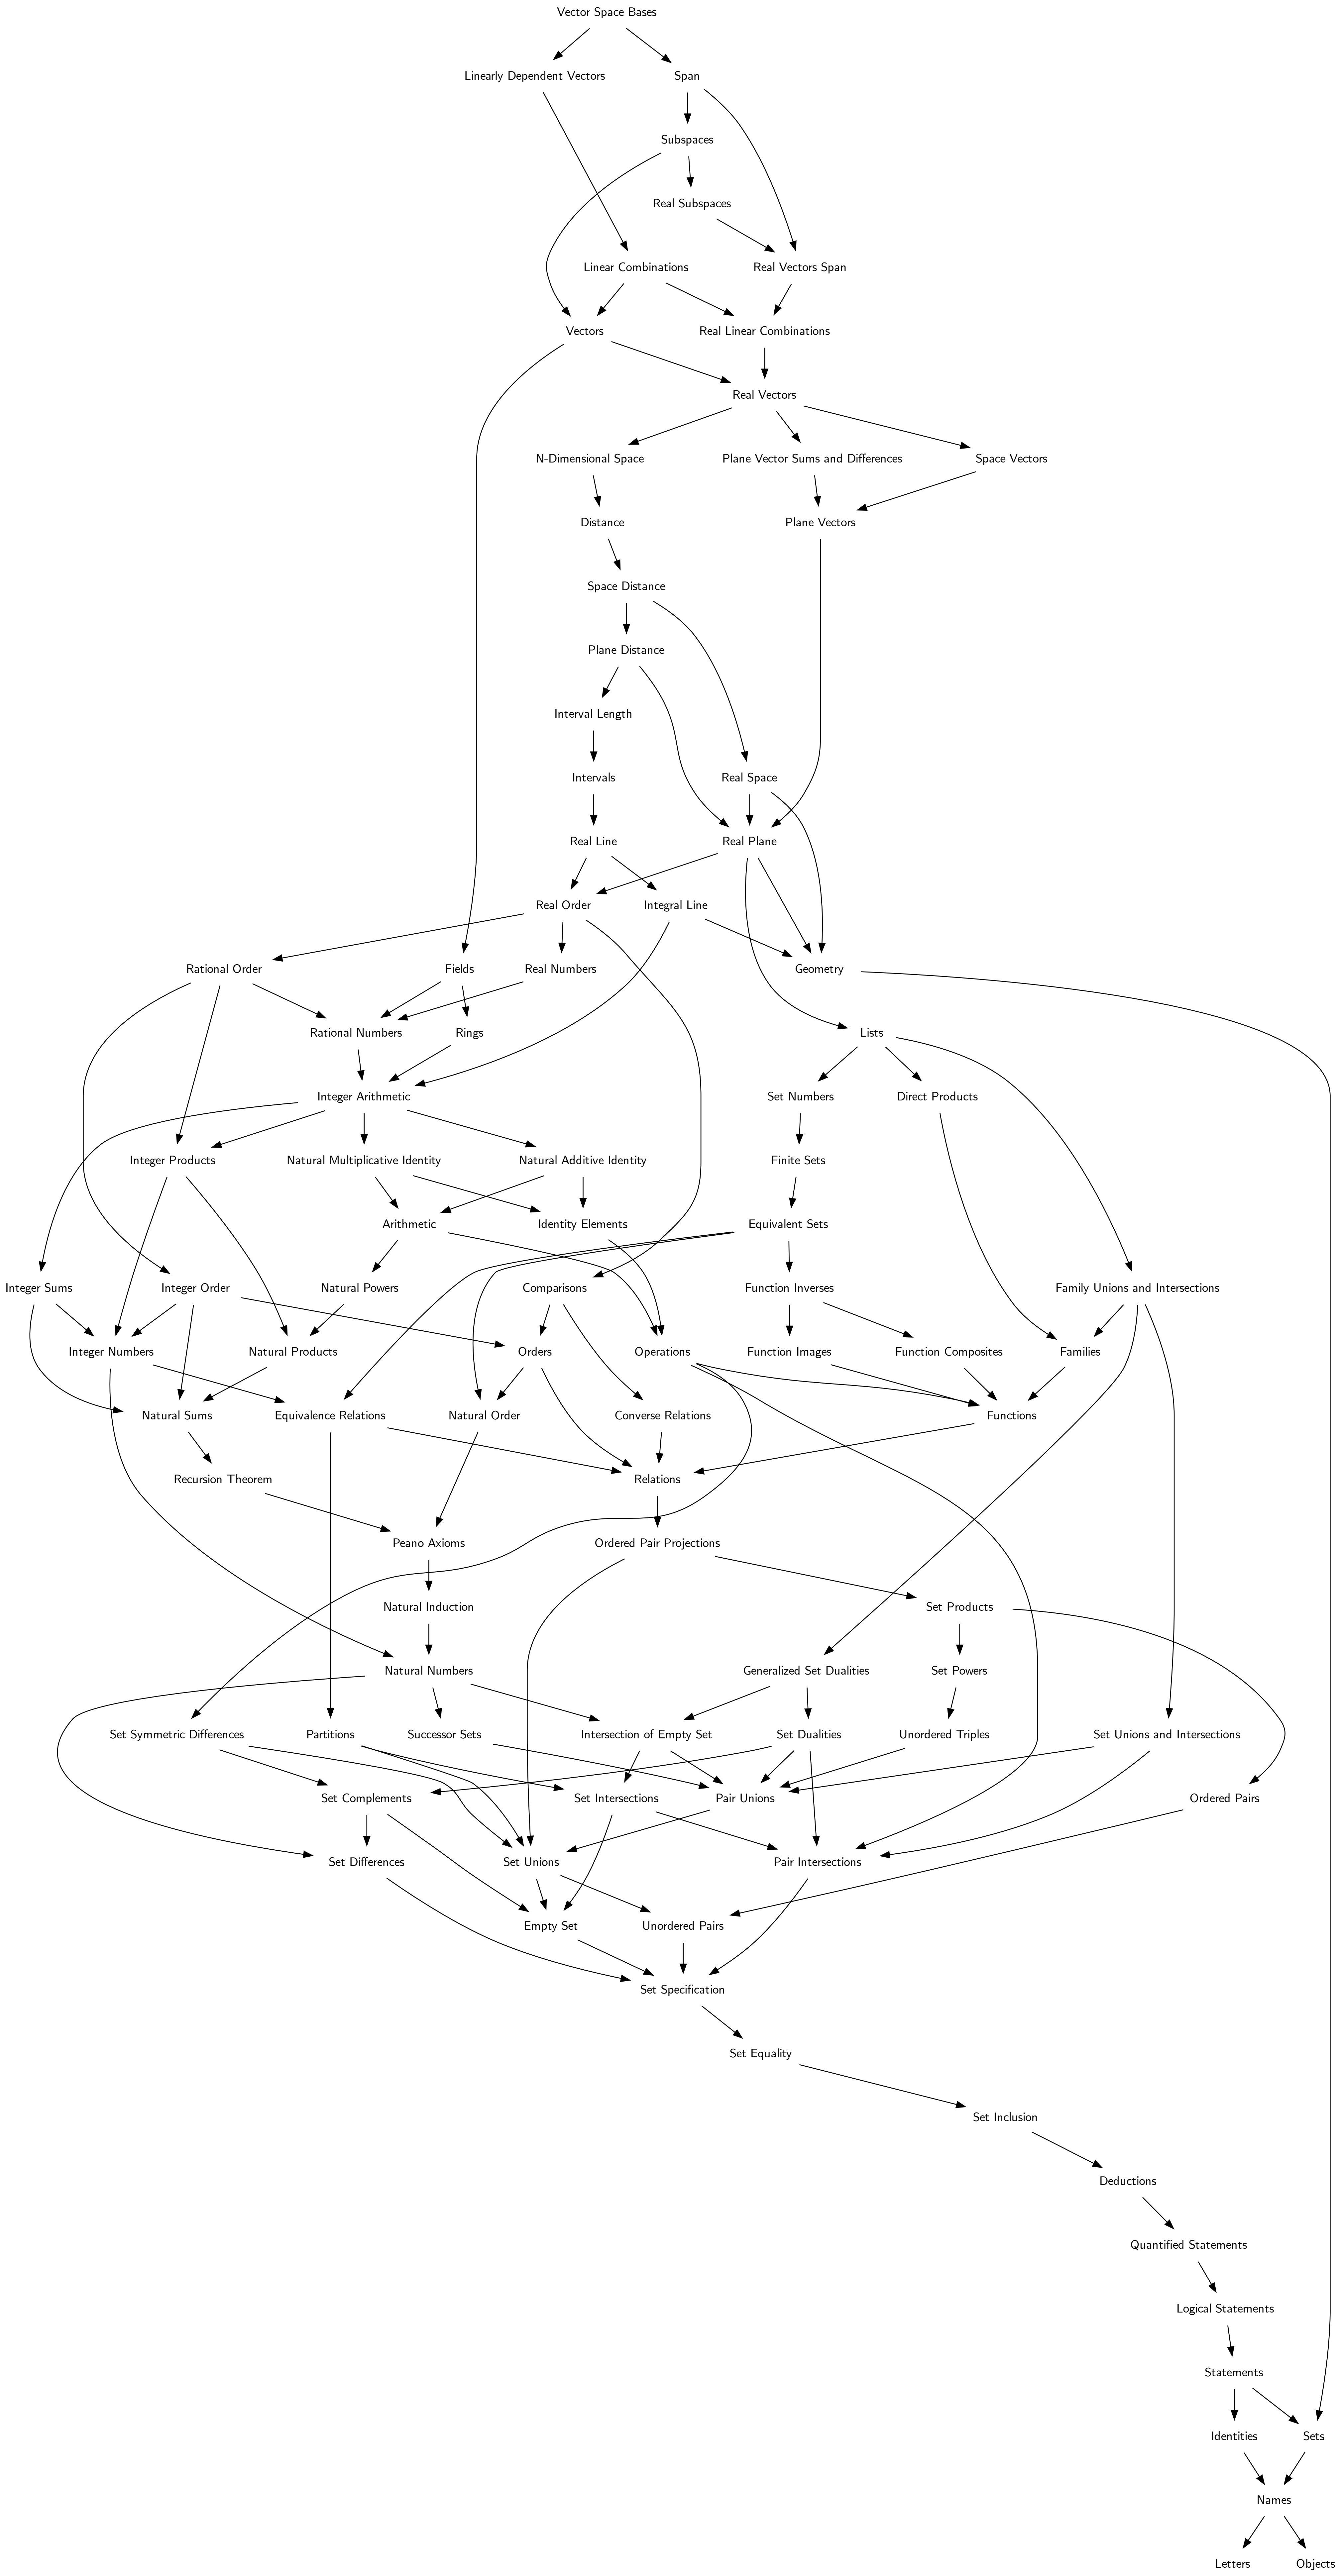 Vector Space Bases
Linearly Dependent Vectors
Span
Subspaces
Real Subspaces
Linear Combinations
Real Vectors Span
Vectors
Real Linear Combinations
Real Vectors
N-Dimensional Space
Plane Vector Sums and Differences
Space Vectors
Distance
Plane Vectors
Space Distance
Plane Distance
Interval Length
Intervals
Real Space
Real Line
Real Plane
Real Order
Integral Line
Rational Order
Fields
Real Numbers
Geometry
Rational Numbers
Rings
Lists
Integer Arithmetic
Set Numbers
Direct Products
Integer Products
Natural Multiplicative Identity
Natural Additive Identity
Finite Sets
Arithmetic
Identity Elements
Equivalent Sets
Integer Sums
Integer Order
Natural Powers
Comparisons
Function Inverses
Family Unions and Intersections
Integer Numbers
Natural Products
Orders
Operations
Function Images
Function Composites
Families
Natural Sums
Equivalence Relations
Natural Order
Converse Relations
Functions
Recursion Theorem
Relations
Peano Axioms
Ordered Pair Projections
Natural Induction
Set Products
Natural Numbers
Generalized Set Dualities
Set Powers
Set Symmetric Differences
Partitions
Successor Sets
Intersection of Empty Set
Set Dualities
Unordered Triples
Set Unions and Intersections
Set Complements
Set Intersections
Pair Unions
Ordered Pairs
Set Differences
Set Unions
Pair Intersections
Empty Set
Unordered Pairs
Set Specification
Set Equality
Set Inclusion
Deductions
Quantified Statements
Logical Statements
Statements
Identities
Sets
Names
Letters
Objects